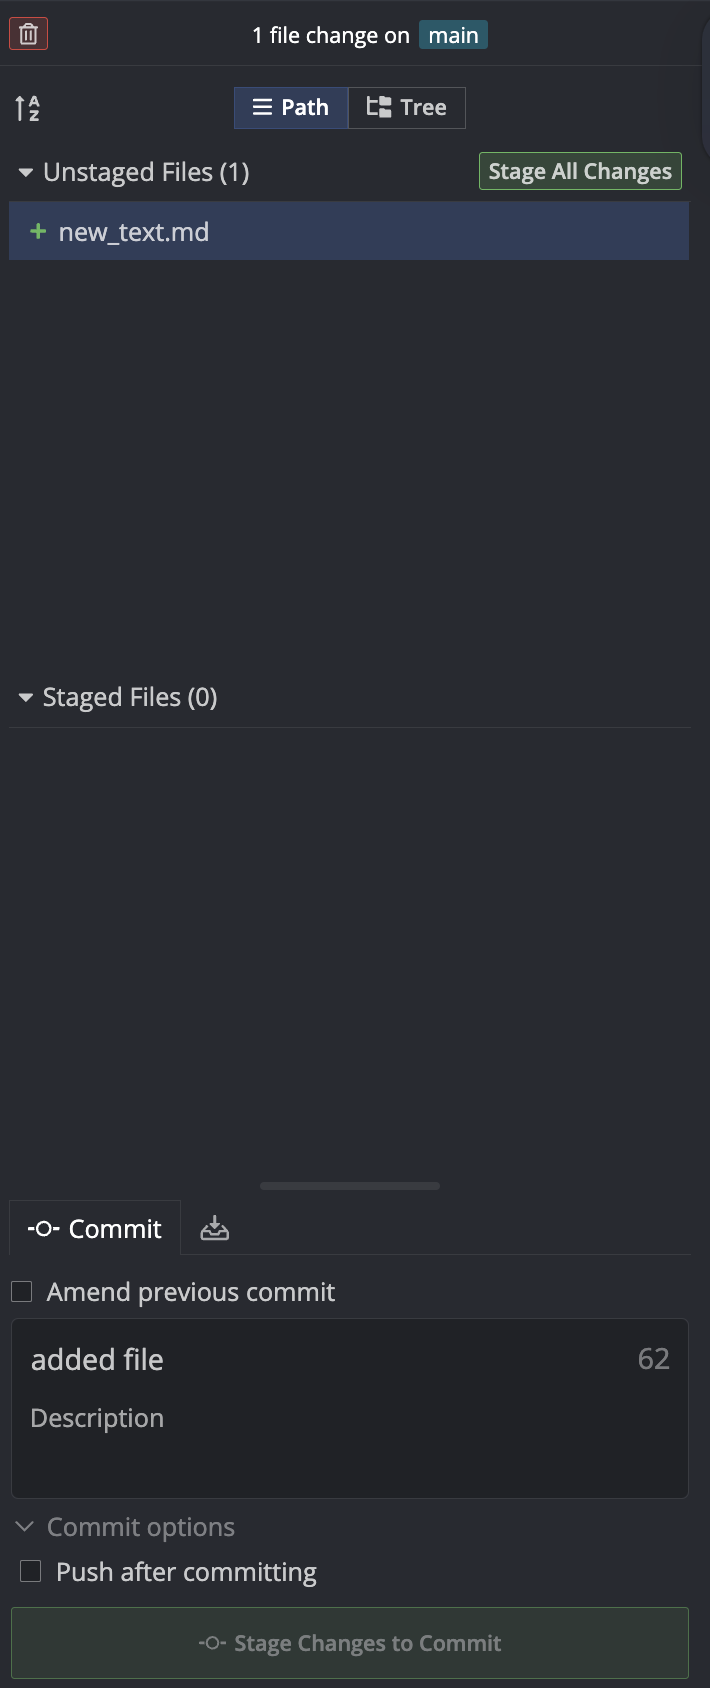 1 file change on main
A
Z
Path Tree
Unstaged Files (1) Stage All Changes
+ new_text.md
Staged Files (0)
Commit
Amend previous commit
added file 62
Description
Commit options
Push after committing
Stage Changes to Commit